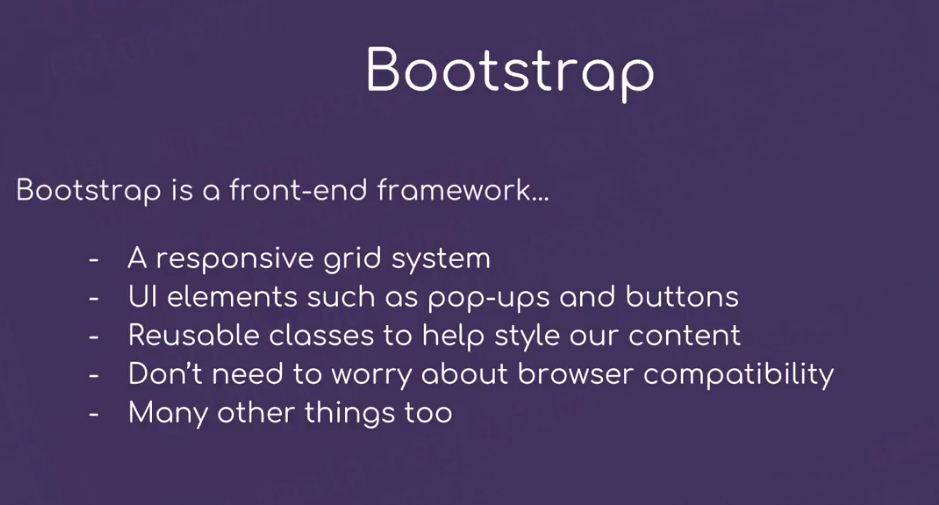 Bootstrap
Bootstrap is a front-end framework...
- A responsive grid system
- UI elements such as pop-ups and buttons
- Reusable classes to help style our content
- Don't need to worry about browser compatibility
- Many other things too